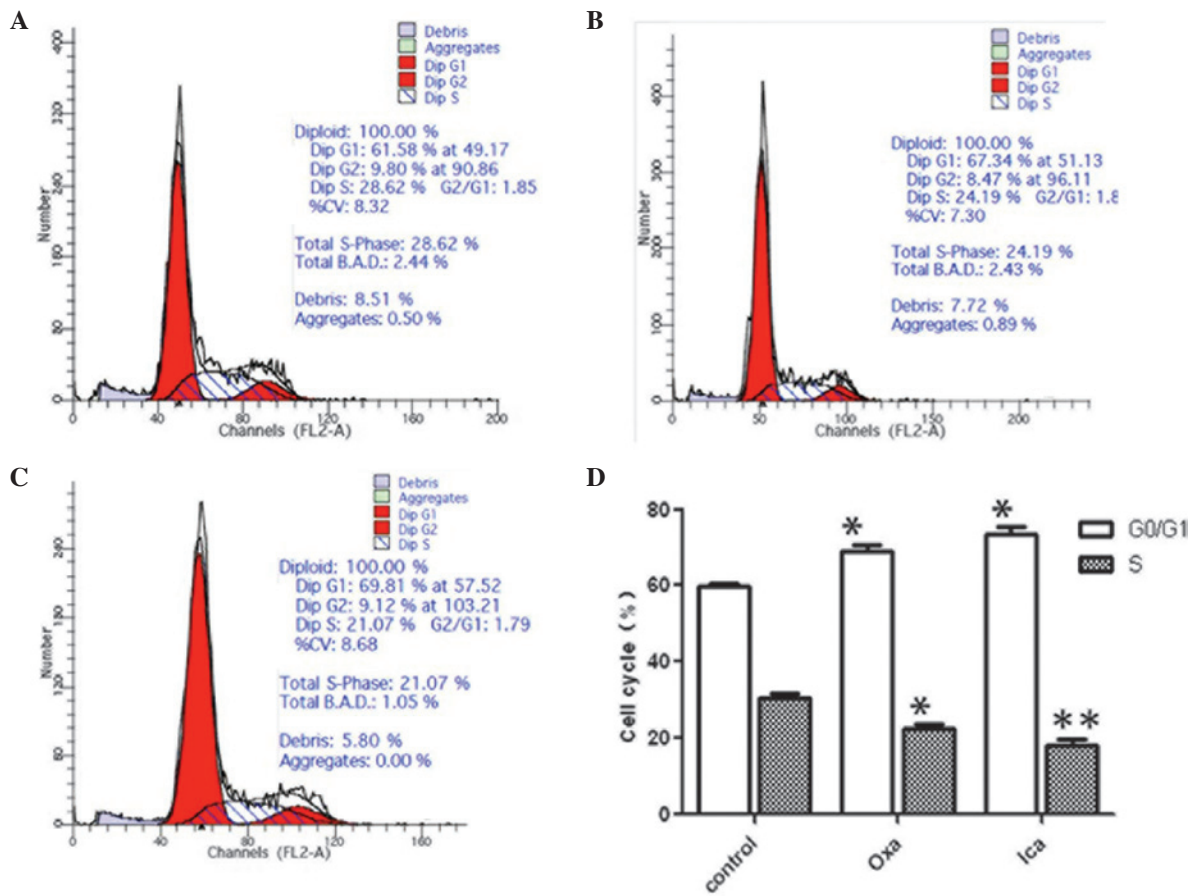 A
Debris
Aggregates
Dip G1
Dip G2
Dip S
Diploid: 100.00 %
Dip G1: 61.58 % at 49.17
Dip G2: 9.80 % at 90.86
Dip S: 28.62 % G2/G1: 1.85
%CV: 8.32
Total S-Phase: 28.62 %
Total B.A.D.: 2.44 %
Debris: 8.51 %
Aggregates: 0.50 %
Number
0 40 80 120 160 200
Channels (FL2-A)
B
Debris
Aggregates
Dip G1
Dip G2
Dip S
Diploid: 100.00 %
Dip G1: 67.34 % at 51.13
Dip G2: 8.47 % at 96.11
Dip S: 24.19 % G2/G1: 1.8
%CV: 7.30
Total S-Phase: 24.19 %
Total B.A.D.: 2.43 %
Debris: 7.72 %
Aggregates: 0.89 %
Number
0 50 100 150 200
Channels (FL2-A)
C
Debris
Aggregates
Dip G1
Dip G2
Dip S
Diploid: 100.00 %
Dip G1: 69.81 % at 57.52
Dip G2: 9.12 % at 103.21
Dip S: 21.07 % G2/G1: 1.79
%CV: 8.68
Total S-Phase: 21.07 %
Total B.A.D.: 1.05 %
Debris: 5.80 %
Aggregates: 0.00 %
Number
0 40 80 120 160
Channels (FL2-A)
D
80
60
40
20
0
Cell cycle (%)
* * * **
G0/G1
S
control Oxa Ica